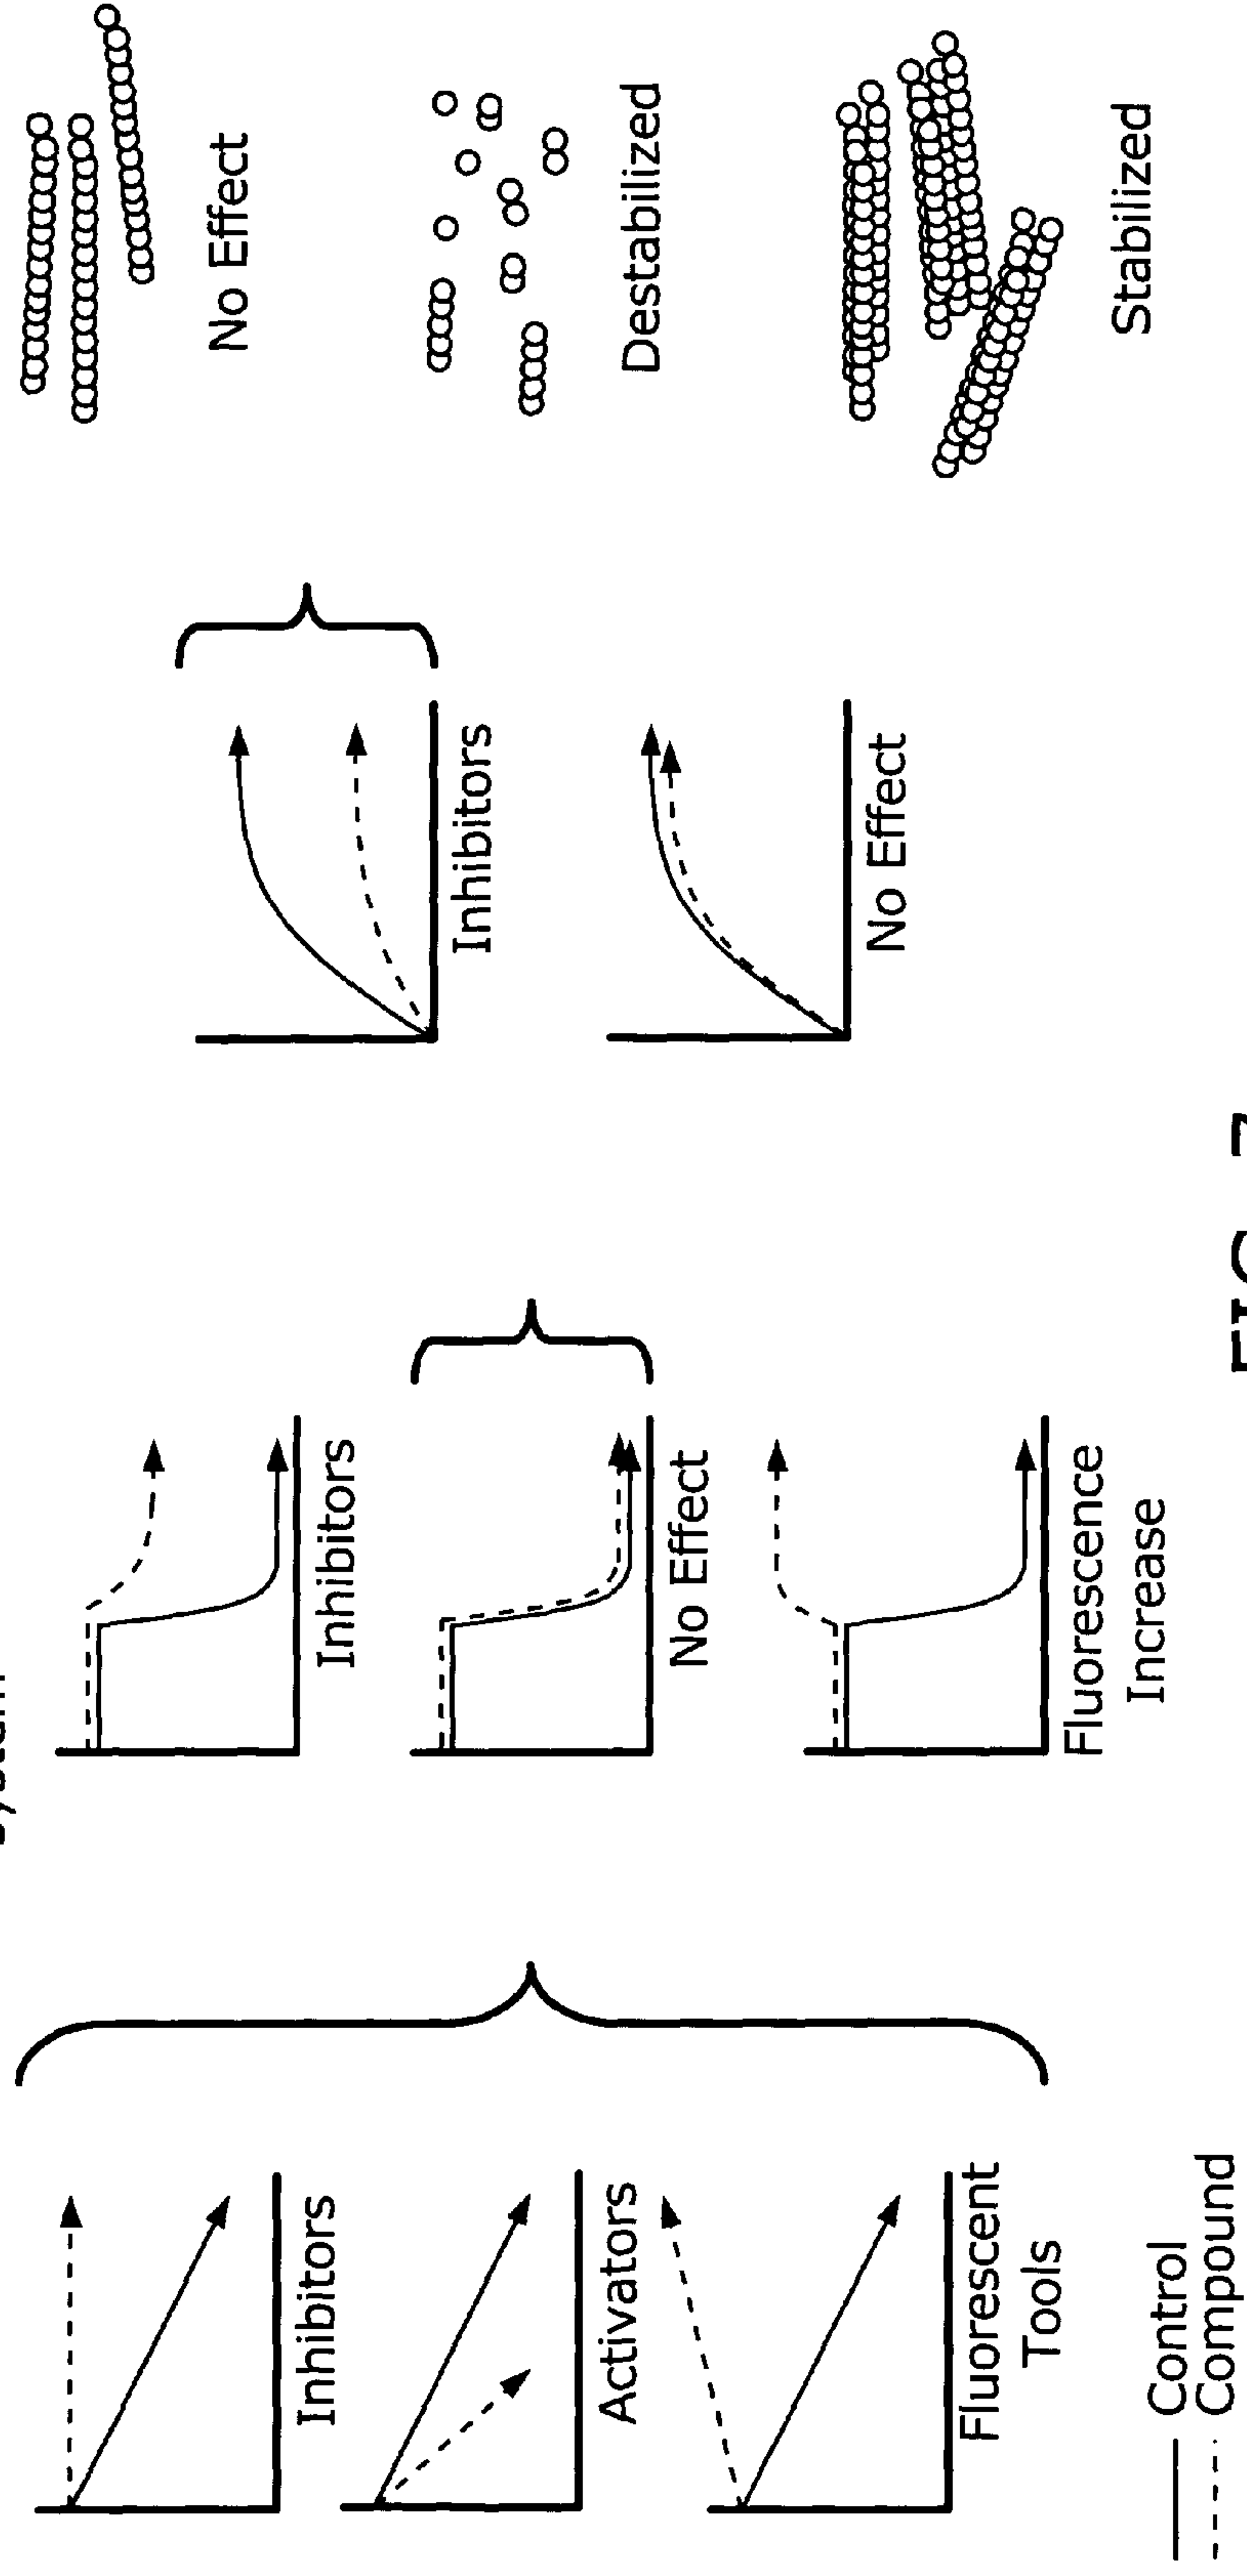 Inhibitors
Activators
Fluorescent
Tools
Control
Compound
Inhibitors
No Effect
Fluorescence
Increase
Inhibitors
No Effect
No Effect
Destabilized
Stabilized